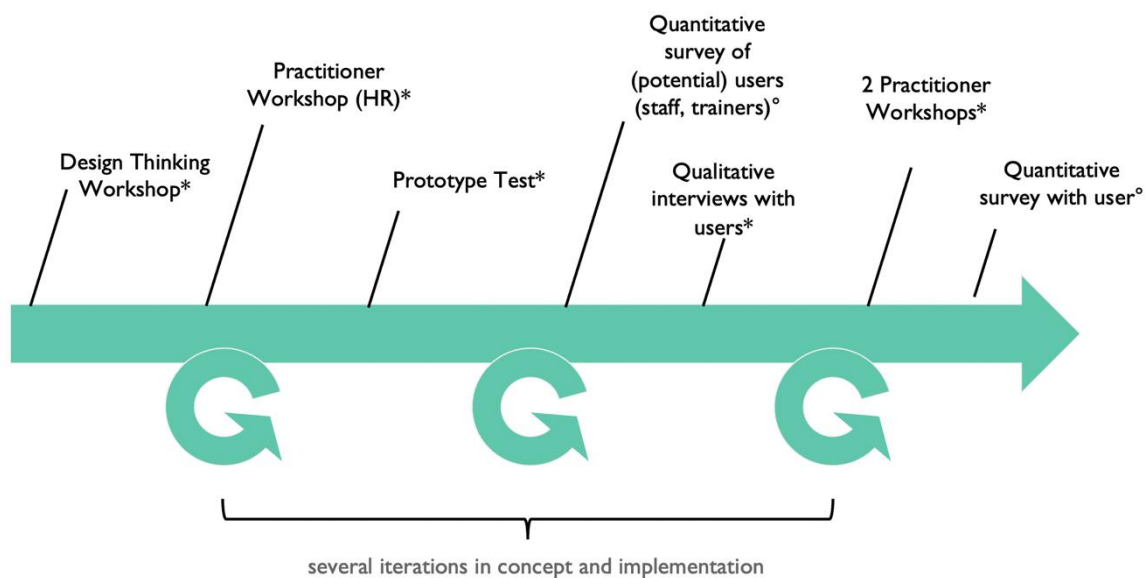 Design Thinking
Workshop*
Practitioner
Workshop (HR)*
Prototype Test*
Quantitative
survey of
(potential) users
(staff, trainers)°
Qualitative
interviews with
users*
2 Practitioner
Workshops*
Quantitative
survey with user°
several iterations in concept and implementation